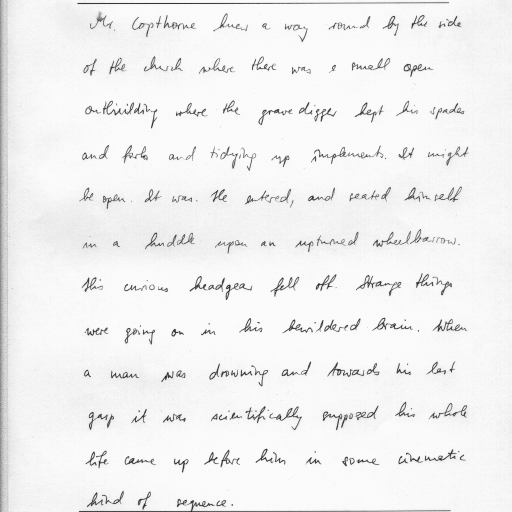 Mr. Copthorne knew a way round by the side
of the church where there was a small open
outbuilding where the gravedigger kept his spades
and forks and tidying up implements. It might
be open. It was. He entered, and seated himself
in a huddle upon an upturned wheelbarrow.
His curious headgear fell off. Strange things
were going on in his bewildered brain. When
a man was drowning and towards his last
gasp it was scientifically supposed his whole
life came up before him in some cinematic
kind of sequence.